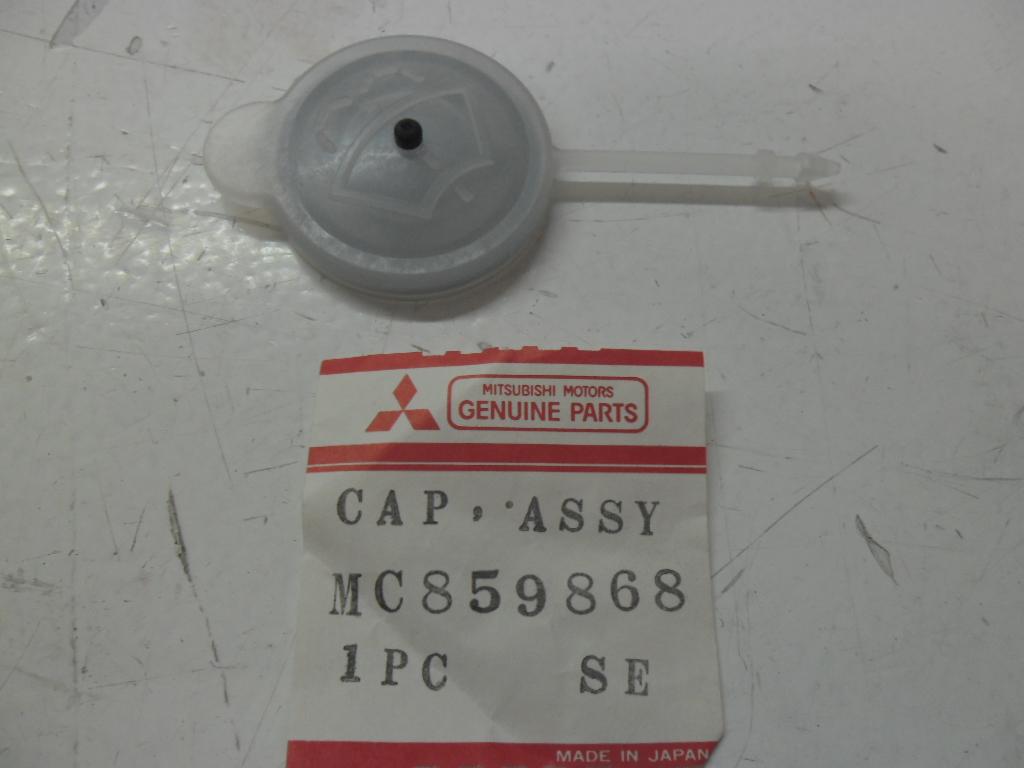 MITSUBISHI MOTORS
GENUINE PARTS
CAP, ASSY
MC859868
1PC SE
MADE IN JAPAN